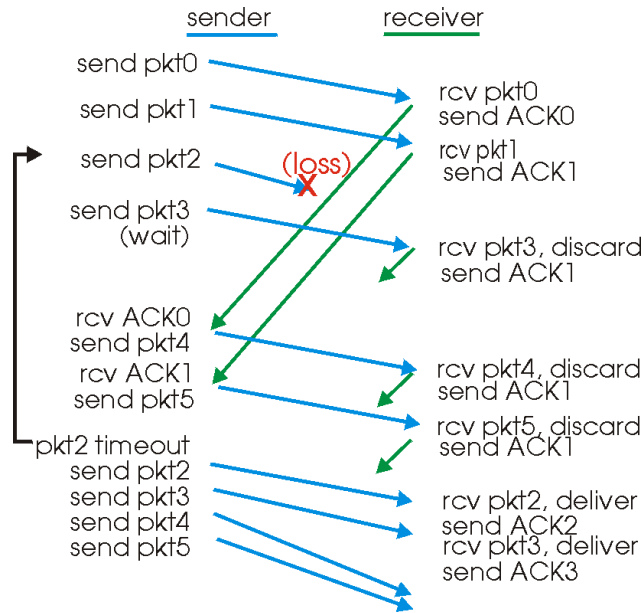 sender
receiver
send pkt0
rcv pkt0
send ACK0
send pkt1
rcv pkt1
send ACK1
send pkt2
(loss)
X
send pkt3
(wait)
rcv pkt3, discard
send ACK1
rcv ACK0
send pkt4
rcv pkt4, discard
send ACK1
rcv ACK1
send pkt5
rcv pkt5, discard
send ACK1
pkt2 timeout
send pkt2
send pkt3
send pkt4
send pkt5
rcv pkt2, deliver
send ACK2
rcv pkt3, deliver
send ACK3